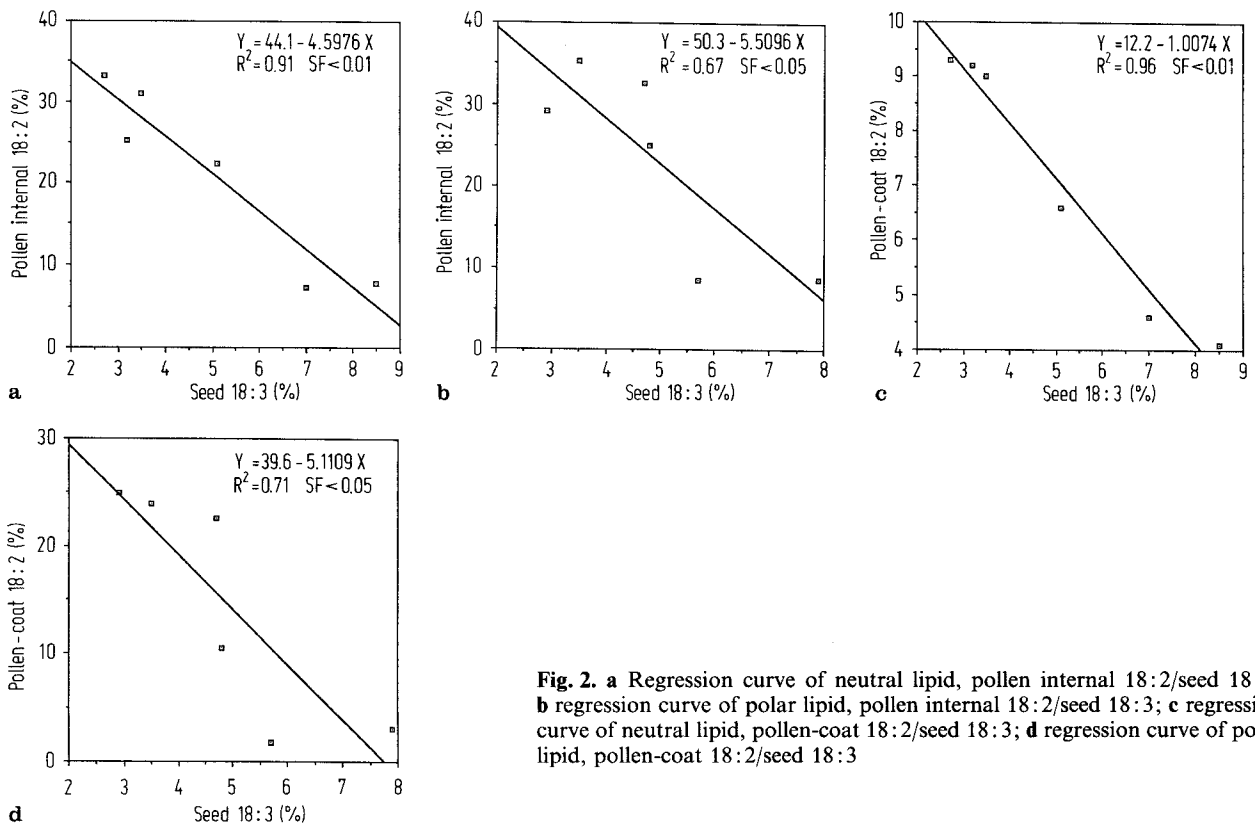 40
30
20
10
0
Pollen internal 18:2 (%)
Y = 44.1 - 4.5976 X
R² = 0.91 SF < 0.01
2 3 4 5 6 7 8 9
Seed 18:3 (%)
a
40
30
20
10
0
Pollen internal 18:2 (%)
Y = 50.3 - 5.5096 X
R² = 0.67 SF < 0.05
2 3 4 5 6 7 8
Seed 18:3 (%)
b
10
9
8
7
6
5
4
Pollen-coat 18:2 (%)
Y = 12.2 - 1.0074 X
R² = 0.96 SF < 0.01
2 3 4 5 6 7 8 9
Seed 18:3 (%)
c
30
20
10
0
Pollen-coat 18:2 (%)
Y = 39.6 - 5.1109 X
R² = 0.71 SF < 0.05
2 3 4 5 6 7 8
Seed 18:3 (%)
d
Fig. 2. a Regression curve of neutral lipid, pollen internal 18:2/seed 18
b regression curve of polar lipid, pollen internal 18:2/seed 18:3; c regressi
curve of neutral lipid, pollen-coat 18:2/seed 18:3; d regression curve of po
lipid, pollen-coat 18:2/seed 18:3